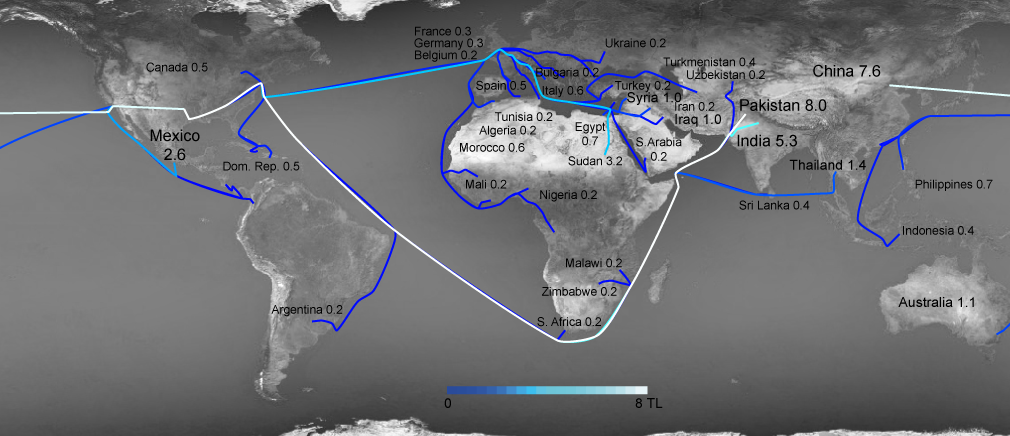 France 0.3
Germany 0.3
Belgium 0.2
Ukraine 0.2
Canada 0.5
Turkmenistan 0.4
Uzbekistan 0.2
China 7.6
Bulgaria 0.2
Spain 0.5
Italy 0.6
Turkey 0.2
Syria 1.0
Iran 0.2
Iraq 1.0
Pakistan 8.0
Tunisia 0.2
Algeria 0.2
Morocco 0.6
Egypt
0.7
Mexico
2.6
India 5.3
S.Arabia
0.2
Sudan 3.2
Dom. Rep. 0.5
Thailand 1.4
Mali 0.2
Nigeria 0.2
Philippines 0.7
Sri Lanka 0.4
Indonesia 0.4
Malawi 0.2
Zimbabwe 0.2
Australia 1.1
Argentina 0.2
S. Africa 0.2
0
8 TL